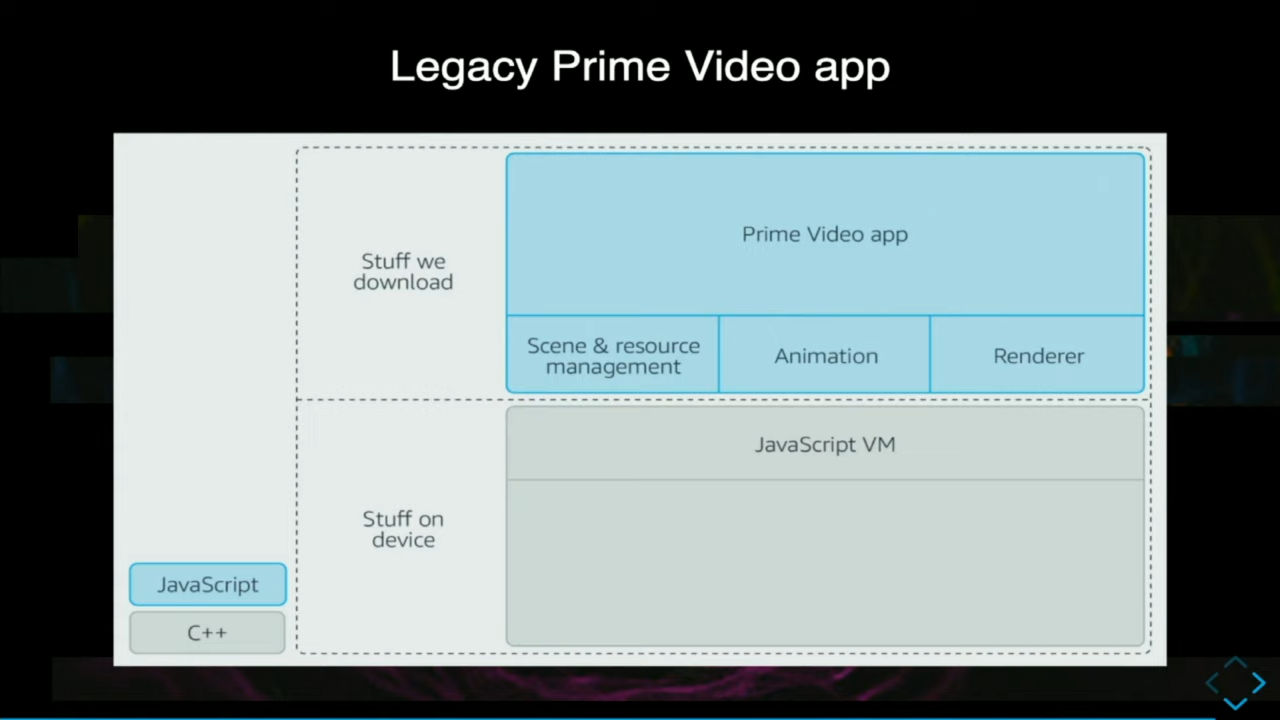 Legacy Prime Video app
Stuff we
download
Prime Video app
Scene & resource
management
Animation
Renderer
Stuff on
device
JavaScript VM
JavaScript
C++